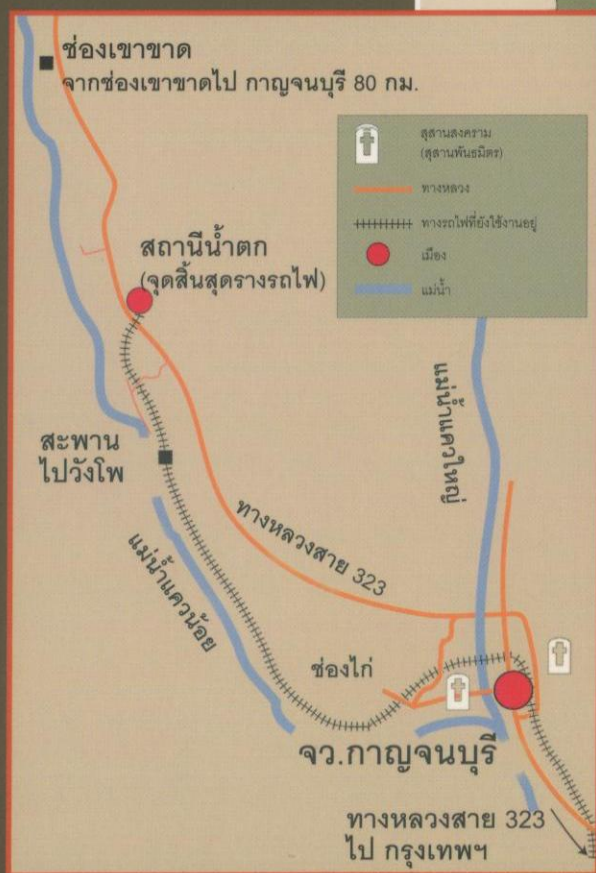 ช่องเขาขาด
จากช่องเขาขาดไป กาญจนบุรี 80 กม.
สุสานสงคราม
(สุสานพันธมิตร)
ทางหลวง
ทางรถไฟที่ยังใช้งานอยู่
เมือง
แม่น้ำ
สถานีน้ำตก
(จุดสิ้นสุดรางรถไฟ)
แม่น้ำแควใหญ่
สะพาน
ไปวังโพ
ทางหลวงสาย 323
แม่น้ำแควน้อย
ช่องไก่
จว.กาญจนบุรี
ทางหลวงสาย 323
ไป กรุงเทพฯ